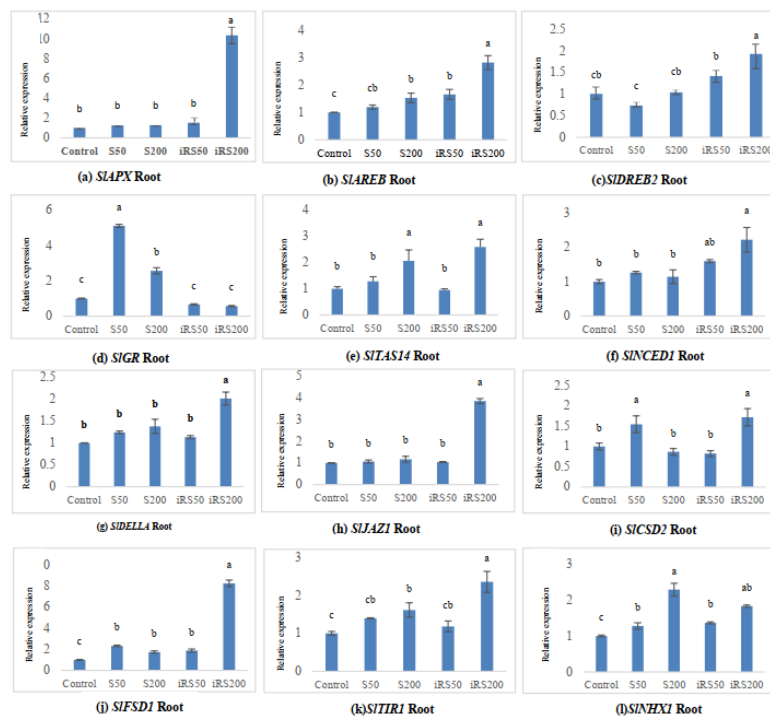 12
10
8
6
4
2
0
Relative expression
b b b b a
Control S50 S200 iRS50 iRS200
(a) SlAPX Root
4
3
2
1
0
Relative expression
c cb b b a
Control S50 S200 iRS50 iRS200
(b) SlAREB Root
2.5
2
1.5
1
0.5
0
Relative expression
cb c cb b a
Control S50 S200 iRS50 iRS200
(c)SlDREB2 Root
6
4
2
0
Relative expression
c a b c c
Control S50 S200 iRS50 iRS200
(d) SlGR Root
4
3
2
1
0
Relative expression
b b a b a
Control S50 S200 iRS50 iRS200
(e) SlTAS14 Root
3
2
1
0
Relative expression
b b b ab a
Control S50 S200 iRS50 iRS200
(f) SlNCED1 Root
2.5
2
1.5
1
0.5
0
Relative expression
b b b b a
Control S50 S200 iRS50 iRS200
(g) SlDELLA Root
5
4
3
2
1
0
Relative expression
b b b b a
Control S50 S200 iRS50 iRS200
(h) SlJAZ1 Root
2.5
2
1.5
1
0.5
0
Relative expression
b a b b a
Control S50 S200 iRS50 iRS200
(i) SlCSD2 Root
0
8
6
4
2
0
Relative expression
c b b b a
Control S50 S200 iRS50 iRS200
(j) SlFSD1 Root
3
2
1
0
Relative expression
c cb b cb a
Control S50 S200 iRS50 iRS200
(k)SlTIR1 Root
3
2
1
0
Relative expression
c b a b ab
Control S50 S200 iRS50 iRS200
(l)SlNHX1 Root